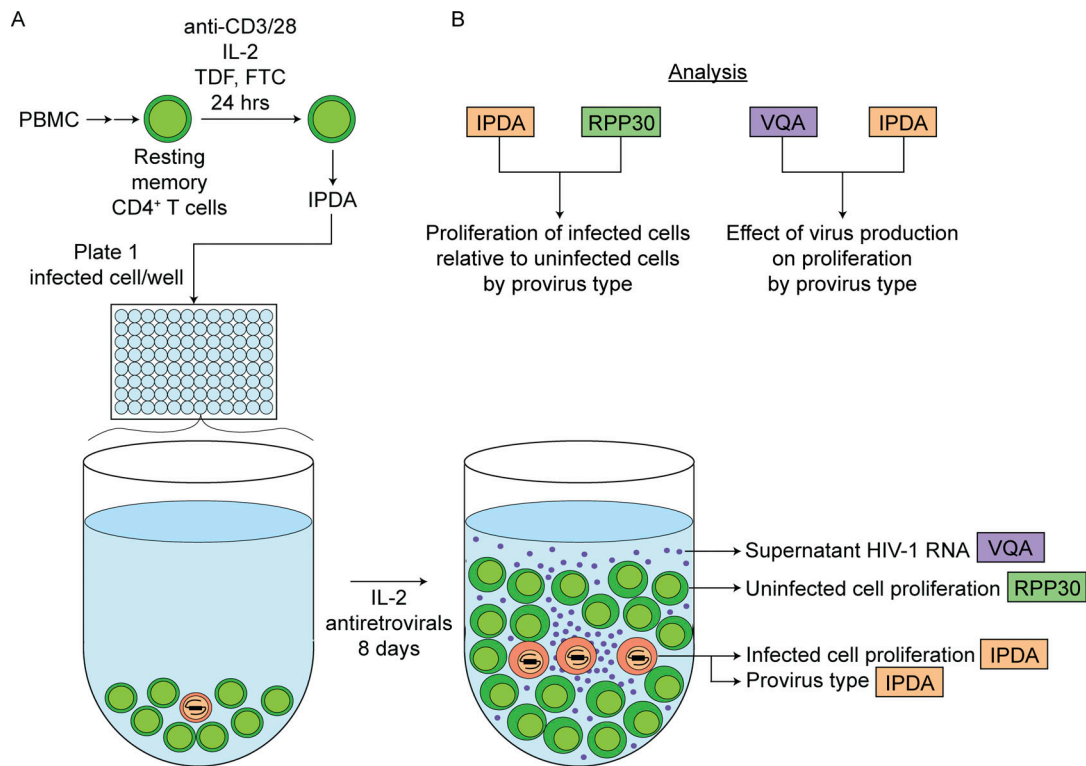 A
anti-CD3/28
IL-2
TDF, FTC
24 hrs
PBMC
Resting
memory
CD4⁺ T cells
IPDA
Plate 1
infected cell/well
IL-2
antiretrovirals
8 days
Supernatant HIV-1 RNA VQA
Uninfected cell proliferation RPP30
Infected cell proliferation IPDA
Provirus type IPDA
B
Analysis
IPDA RPP30
Proliferation of infected cells
relative to uninfected cells
by provirus type
VQA IPDA
Effect of virus production
on proliferation
by provirus type